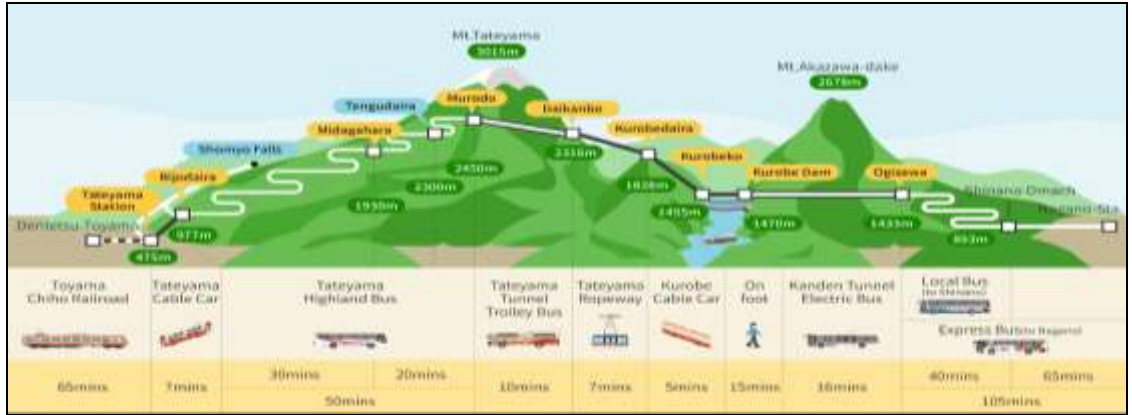 Mt.Tateyama
3015m
Mt.Akazawa-dake
2678m
Tengudaira
Murodo
Daikanbo
Midagahara
Kurobedaira
Shomyo Falls
Bijodaira
Kurobeko
Kurobe Dam
Ogisawa
Tateyama
Station
Dentetsu-Toyama
Shinano Omachi
Nagano-Sta
475m
977m
1930m
2300m
2450m
2316m
1828m
1455m
1470m
1433m
Toyama
Chiho Railroad
Tateyama
Cable Car
Tateyama
Highland Bus
Tateyama
Tunnel
Trolley Bus
Tateyama
Ropeway
Kurobe
Cable Car
On
foot
Kanden Tunnel
Electric Bus
Local Bus
Express Bus
65mins
7mins
30mins
20mins
50mins
10mins
7mins
5mins
15mins
16mins
40mins
65mins
105mins